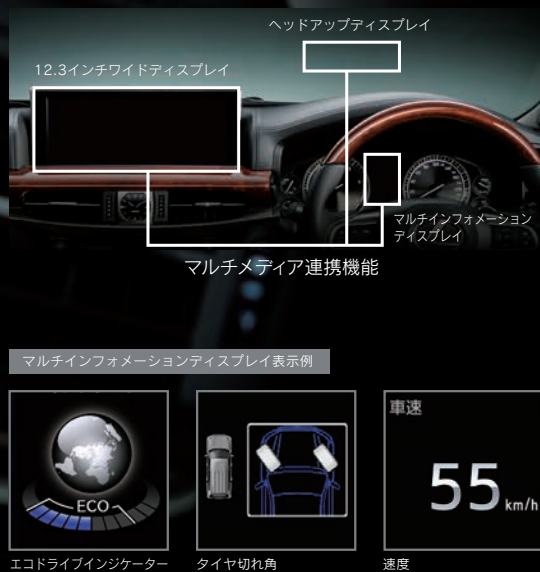 ヘッドアップディスプレイ
12.3インチワイドディスプレイ
マルチインフォメーション
ディスプレイ
マルチメディア連携機能
マルチインフォメーションディスプレイ表示例
ECO
車速
55 km/h
エコドライブインジケーター
タイヤ切れ角
速度